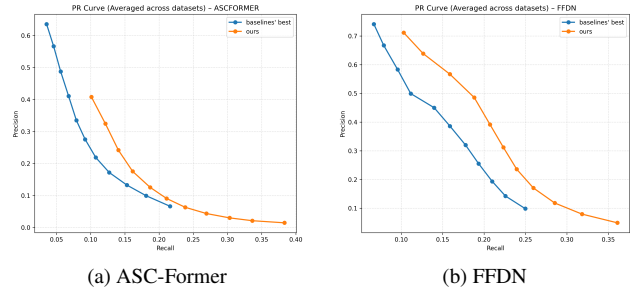 PR Curve (Averaged across datasets) – ASCFORMER
baselines' best
ours
Precision
0.6
0.5
0.4
0.3
0.2
0.1
0.0
0.05 0.10 0.15 0.20 0.25 0.30 0.35 0.40
Recall
(a) ASC-Former
PR Curve (Averaged across datasets) – FFDN
baselines' best
ours
Precision
0.7
0.6
0.5
0.4
0.3
0.2
0.1
0.10 0.15 0.20 0.25 0.30 0.35
Recall
(b) FFDN